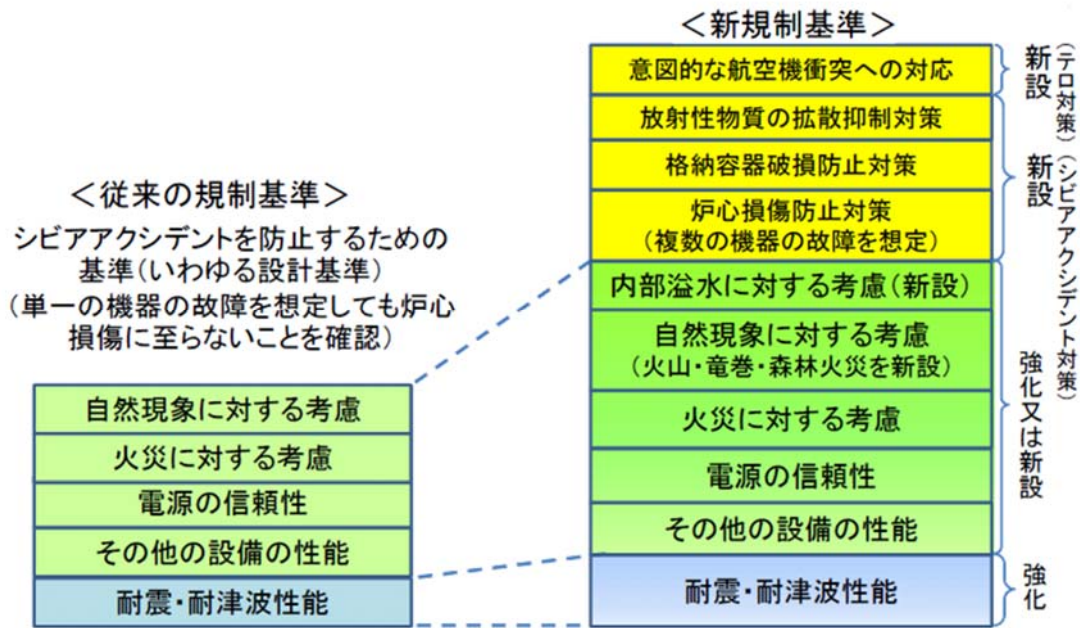 ＜従来の規制基準＞
シビアアクシデントを防止するための
基準(いわゆる設計基準)
(単一の機器の故障を想定しても炉心
損傷に至らないことを確認)
自然現象に対する考慮
火災に対する考慮
電源の信頼性
その他の設備の性能
耐震・耐津波性能
＜新規制基準＞
意図的な航空機衝突への対応
放射性物質の拡散抑制対策
格納容器破損防止対策
炉心損傷防止対策
(複数の機器の故障を想定)
内部溢水に対する考慮(新設)
自然現象に対する考慮
(火山・竜巻・森林火災を新設)
火災に対する考慮
電源の信頼性
その他の設備の性能
耐震・耐津波性能
新設
(テロ対策)
新設
(シビアアクシデント対策)
強化又は新設
強化